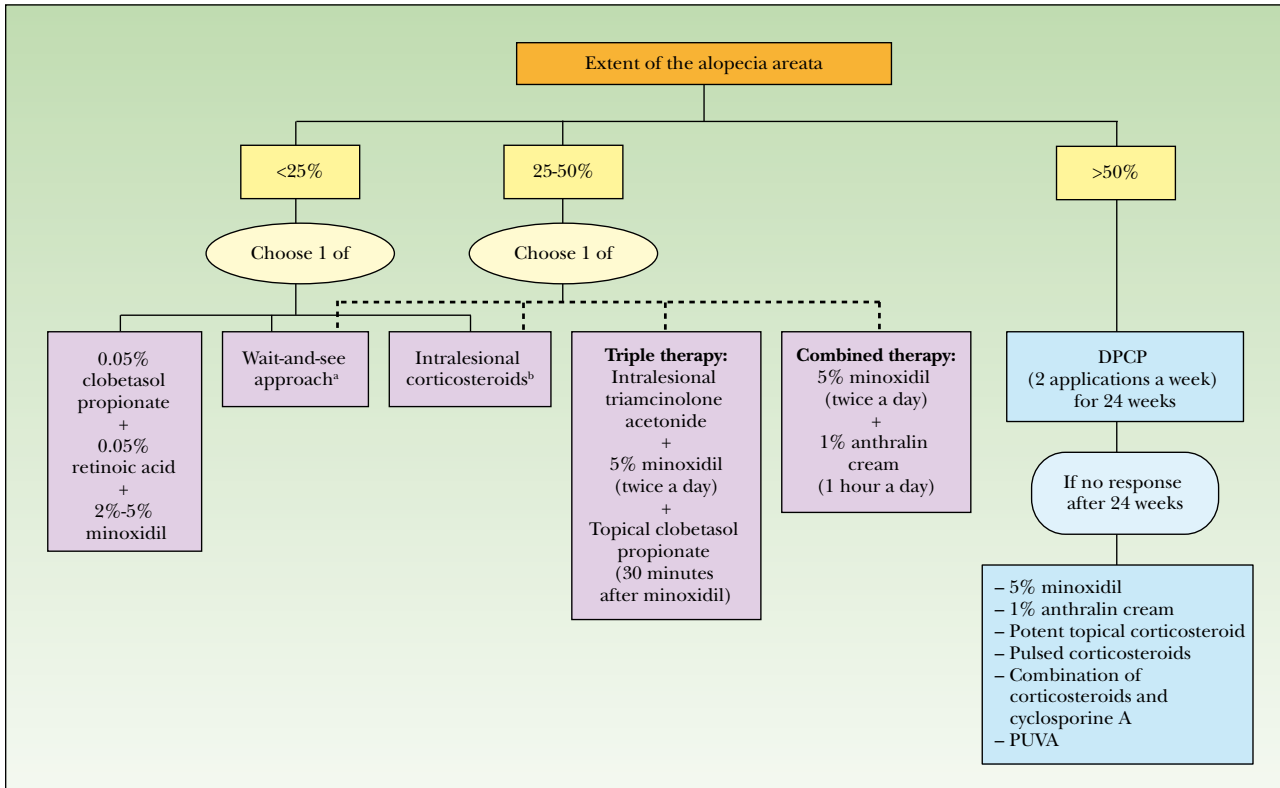 Extent of the alopecia areata
<25%
25-50%
>50%
Choose 1 of
Choose 1 of
0.05%
clobetasol
propionate
+
0.05%
retinoic acid
+
2%-5%
minoxidil
Wait-and-see
approachᵃ
Intralesional
corticosteroidsᵇ
Triple therapy:
Intralesional
triamcinolone
acetonide
+
5% minoxidil
(twice a day)
+
Topical clobetasol
propionate
(30 minutes
after minoxidil)
Combined therapy:
5% minoxidil
(twice a day)
+
1% anthralin
cream
(1 hour a day)
DPCP
(2 applications a week)
for 24 weeks
If no response
after 24 weeks
– 5% minoxidil
– 1% anthralin cream
– Potent topical corticosteroid
– Pulsed corticosteroids
– Combination of
corticosteroids and
cyclosporine A
– PUVA